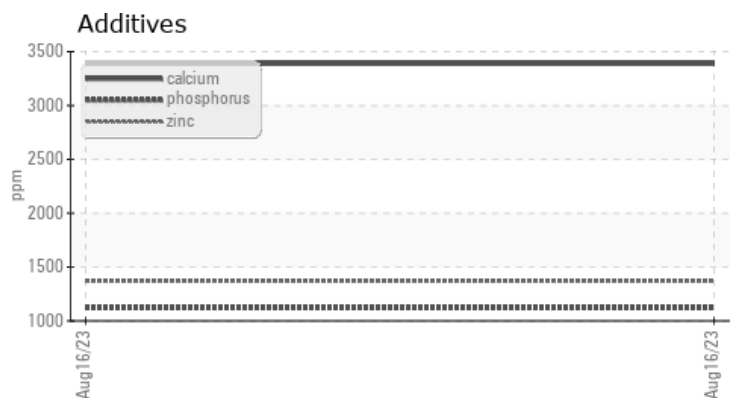 Additives
3500
3000
2500
2000
1500
1000
ppm
calcium
phosphorus
zinc
Aug16/23
Aug16/23